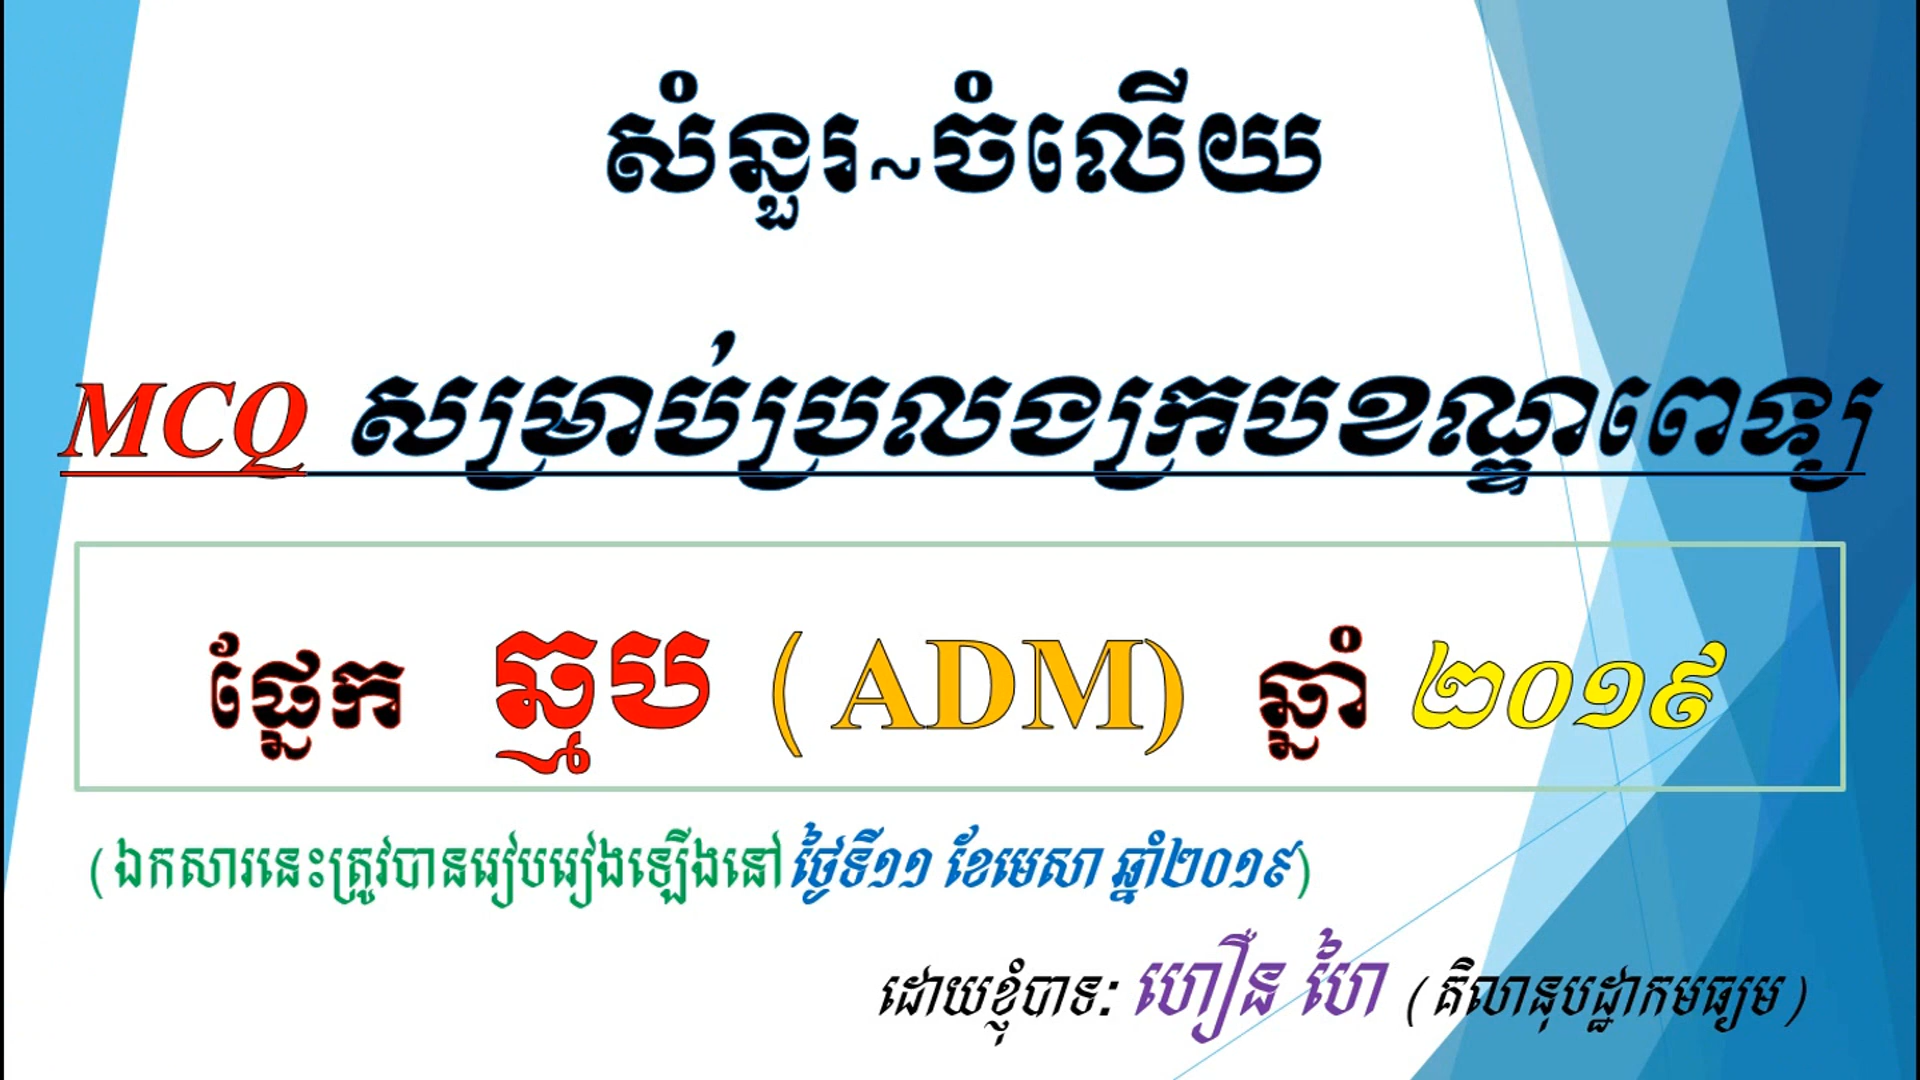 សំនួរ~ចំលើយ
MCQ សម្រាប់ប្រលងក្របខណ្ឌពេទ្យ
ផ្នែក ឆ្មប ( ADM) ឆ្នាំ ២០១៩
( ឯកសារនេះត្រូវបានរៀបរៀងឡើងនៅ ថ្ងៃទី១១ ខែមេសា ឆ្នាំ២០១៩)
ដោយខ្ញុំបាទ: ហឿន ហៃ ( គិលានុបដ្ឋាកមធ្យម )